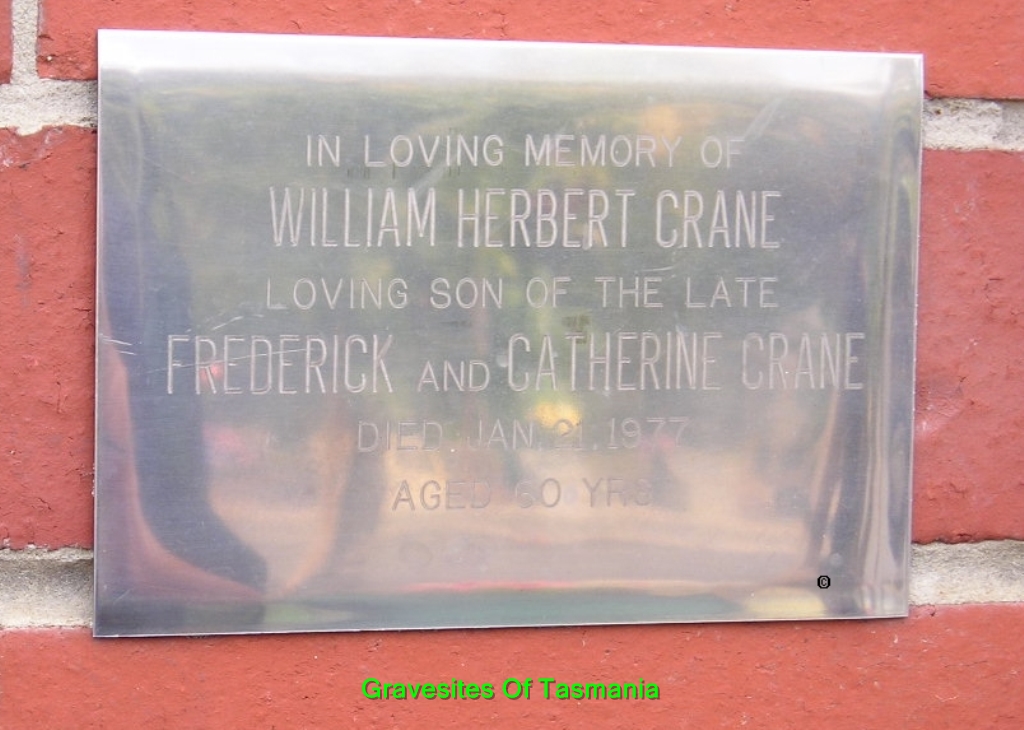 IN LOVING MEMORY OF
WILLIAM HERBERT CRANE
LOVING SON OF THE LATE
FREDERICK AND CATHERINE CRANE
DIED JAN. 21. 1977
AGED 60 YRS
©
Gravesites Of Tasmania